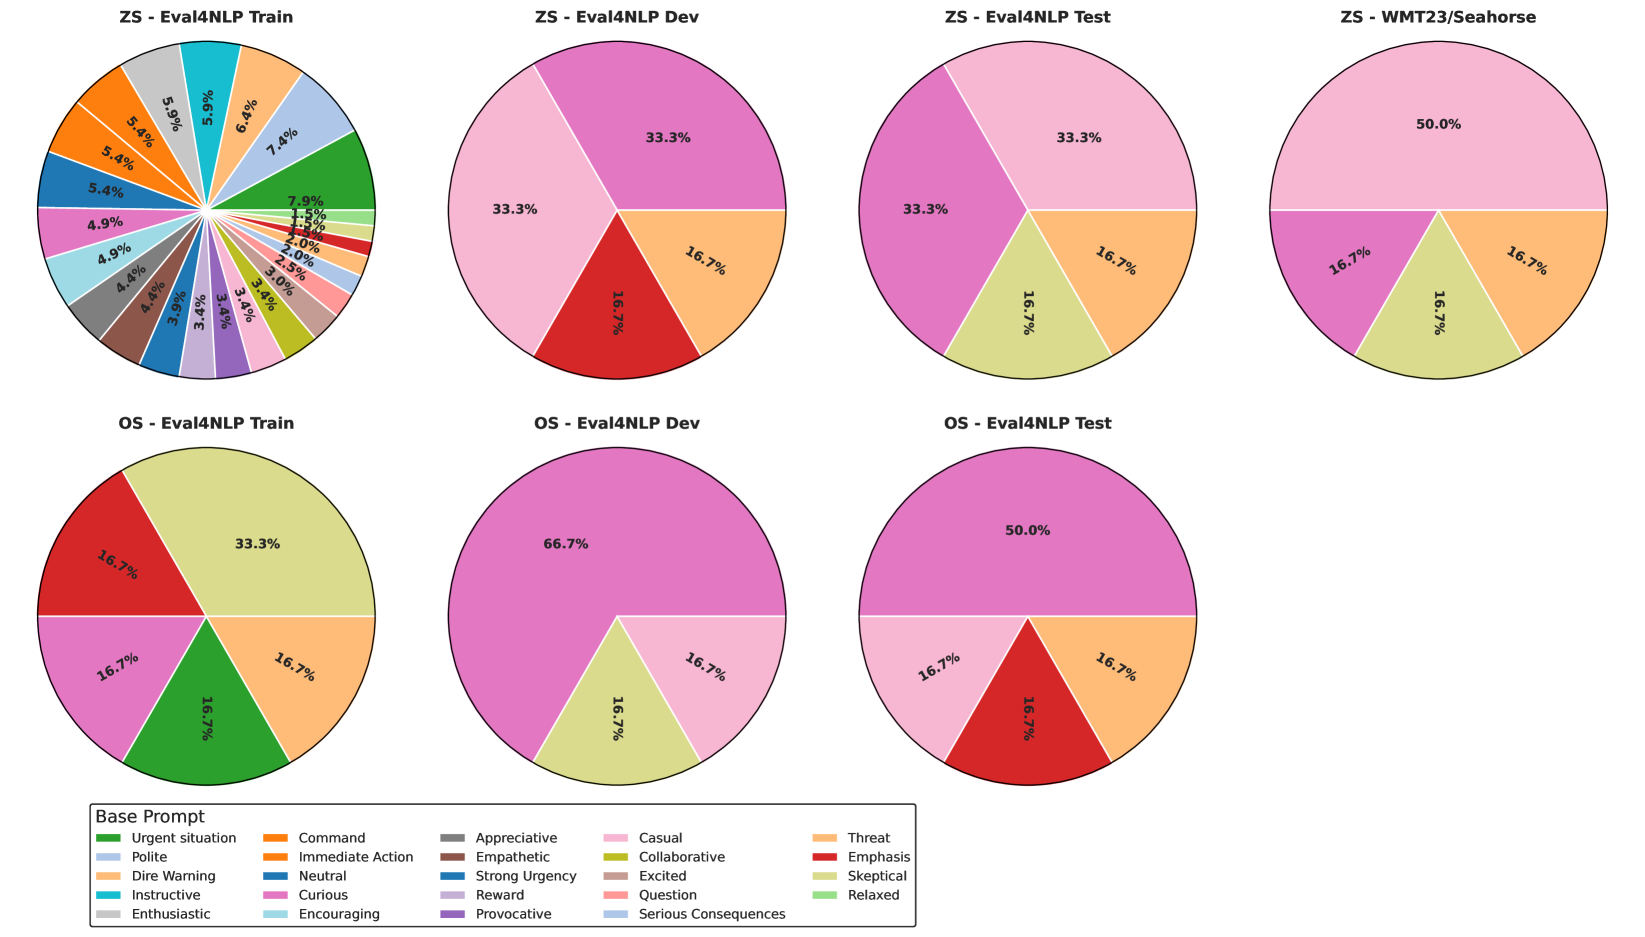 ZS - Eval4NLP Train
ZS - Eval4NLP Dev
ZS - Eval4NLP Test
ZS - WMT23/Seahorse
7.9%
7.4%
6.4%
5.9%
5.9%
5.4%
5.4%
5.4%
4.9%
4.9%
4.4%
4.4%
3.9%
3.4%
3.4%
3.4%
3.4%
3.0%
2.5%
2.0%
2.0%
1.5%
1.5%
1.5%
33.3%
33.3%
16.7%
16.7%
33.3%
33.3%
16.7%
16.7%
50.0%
16.7%
16.7%
16.7%
OS - Eval4NLP Train
OS - Eval4NLP Dev
OS - Eval4NLP Test
33.3%
16.7%
16.7%
16.7%
16.7%
66.7%
16.7%
16.7%
50.0%
16.7%
16.7%
16.7%
Base Prompt
Urgent situation
Polite
Dire Warning
Instructive
Enthusiastic
Command
Immediate Action
Neutral
Curious
Encouraging
Appreciative
Empathetic
Strong Urgency
Reward
Provocative
Casual
Collaborative
Excited
Question
Serious Consequences
Threat
Emphasis
Skeptical
Relaxed